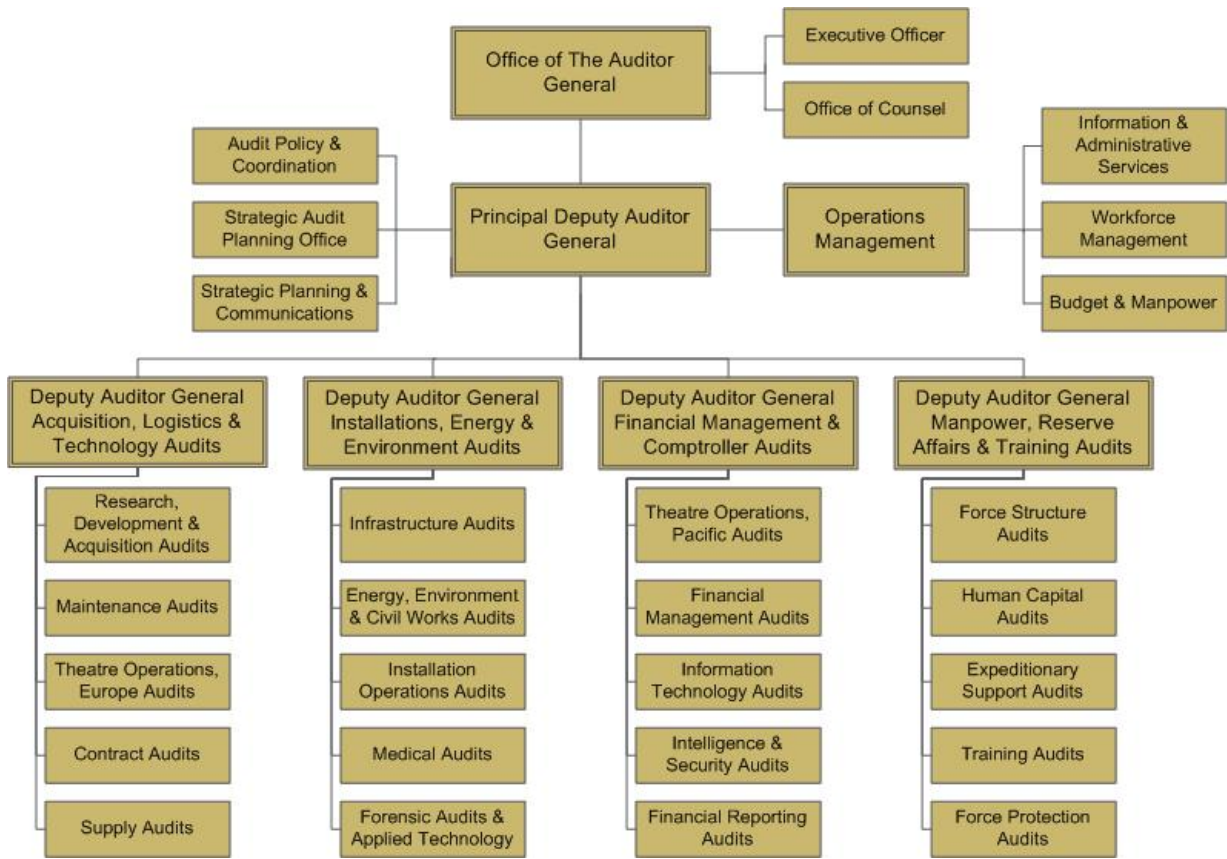 Office of The Auditor
General
Executive Officer
Office of Counsel
Audit Policy &
Coordination
Strategic Audit
Planning Office
Strategic Planning &
Communications
Principal Deputy Auditor
General
Operations
Management
Information &
Administrative
Services
Workforce
Management
Budget & Manpower
Deputy Auditor General
Acquisition, Logistics &
Technology Audits
Research,
Development &
Acquisition Audits
Maintenance Audits
Theatre Operations,
Europe Audits
Contract Audits
Supply Audits
Deputy Auditor General
Installations, Energy &
Environment Audits
Infrastructure Audits
Energy, Environment
& Civil Works Audits
Installation
Operations Audits
Medical Audits
Forensic Audits &
Applied Technology
Deputy Auditor General
Financial Management &
Comptroller Audits
Theatre Operations,
Pacific Audits
Financial
Management Audits
Information
Technology Audits
Intelligence &
Security Audits
Financial Reporting
Audits
Deputy Auditor General
Manpower, Reserve
Affairs & Training Audits
Force Structure
Audits
Human Capital
Audits
Expeditionary
Support Audits
Training Audits
Force Protection
Audits